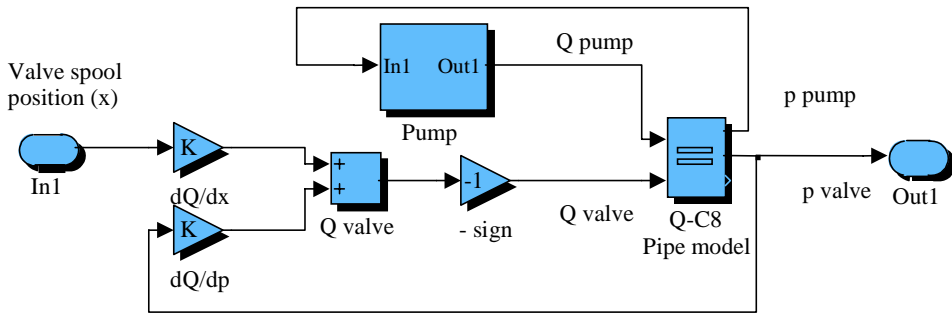 Q pump
Valve spool
position (x)
In1
Out1
p pump
Pump
K
+
In1
+
-1
dQ/dx
Q valve
p valve
Out1
K
Q valve
- sign
Q-C8
Pipe model
dQ/dp